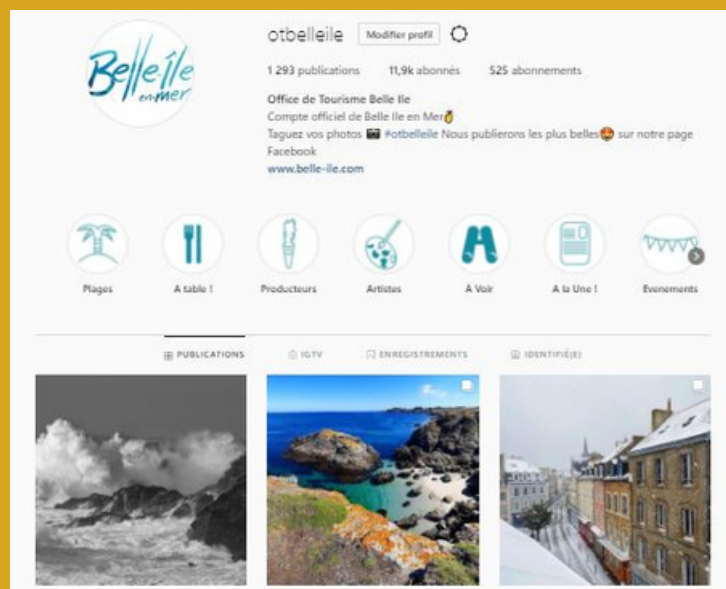 Belle-île
en-mer
otbelleile Modifier profil
1 293 publications 11,9k abonnés 525 abonnements
Office de Tourisme Belle Ile
Compte officiel de Belle Ile en Mer
Taguez vos photos 📷 #otbelleile Nous publierons les plus belles🤩 sur notre page
Facebook
www.belle-ile.com
Plages A table ! Producteurs Artistes À Voir A la Une ! Evenements
PUBLICATIONS IGTV ENREGISTREMENTS IDENTIFIÉ(E)